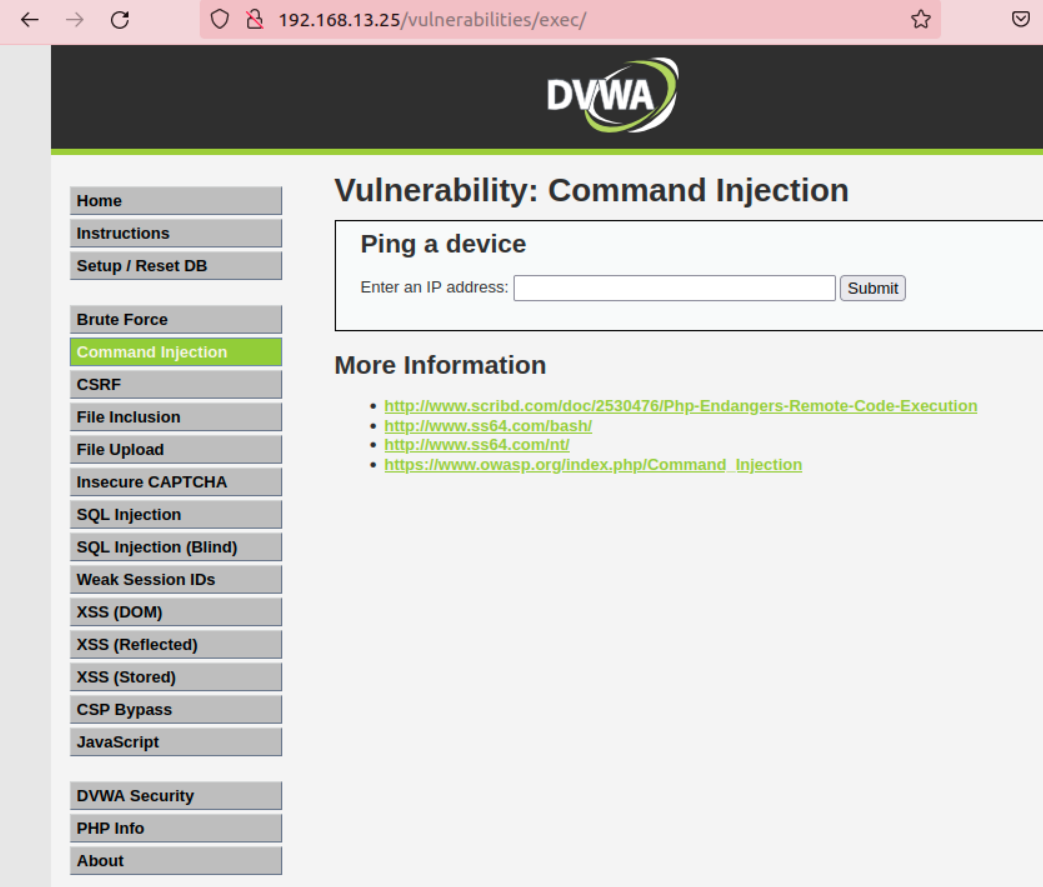 192.168.13.25/vulnerabilities/exec/
DVWA
Home
Instructions
Setup / Reset DB
Brute Force
Command Injection
CSRF
File Inclusion
File Upload
Insecure CAPTCHA
SQL Injection
SQL Injection (Blind)
Weak Session IDs
XSS (DOM)
XSS (Reflected)
XSS (Stored)
CSP Bypass
JavaScript
DVWA Security
PHP Info
About
Vulnerability: Command Injection
Ping a device
Enter an IP address: Submit
More Information
http://www.scribd.com/doc/2530476/Php-Endangers-Remote-Code-Execution
http://www.ss64.com/bash/
http://www.ss64.com/nt/
https://www.owasp.org/index.php/Command_Injection